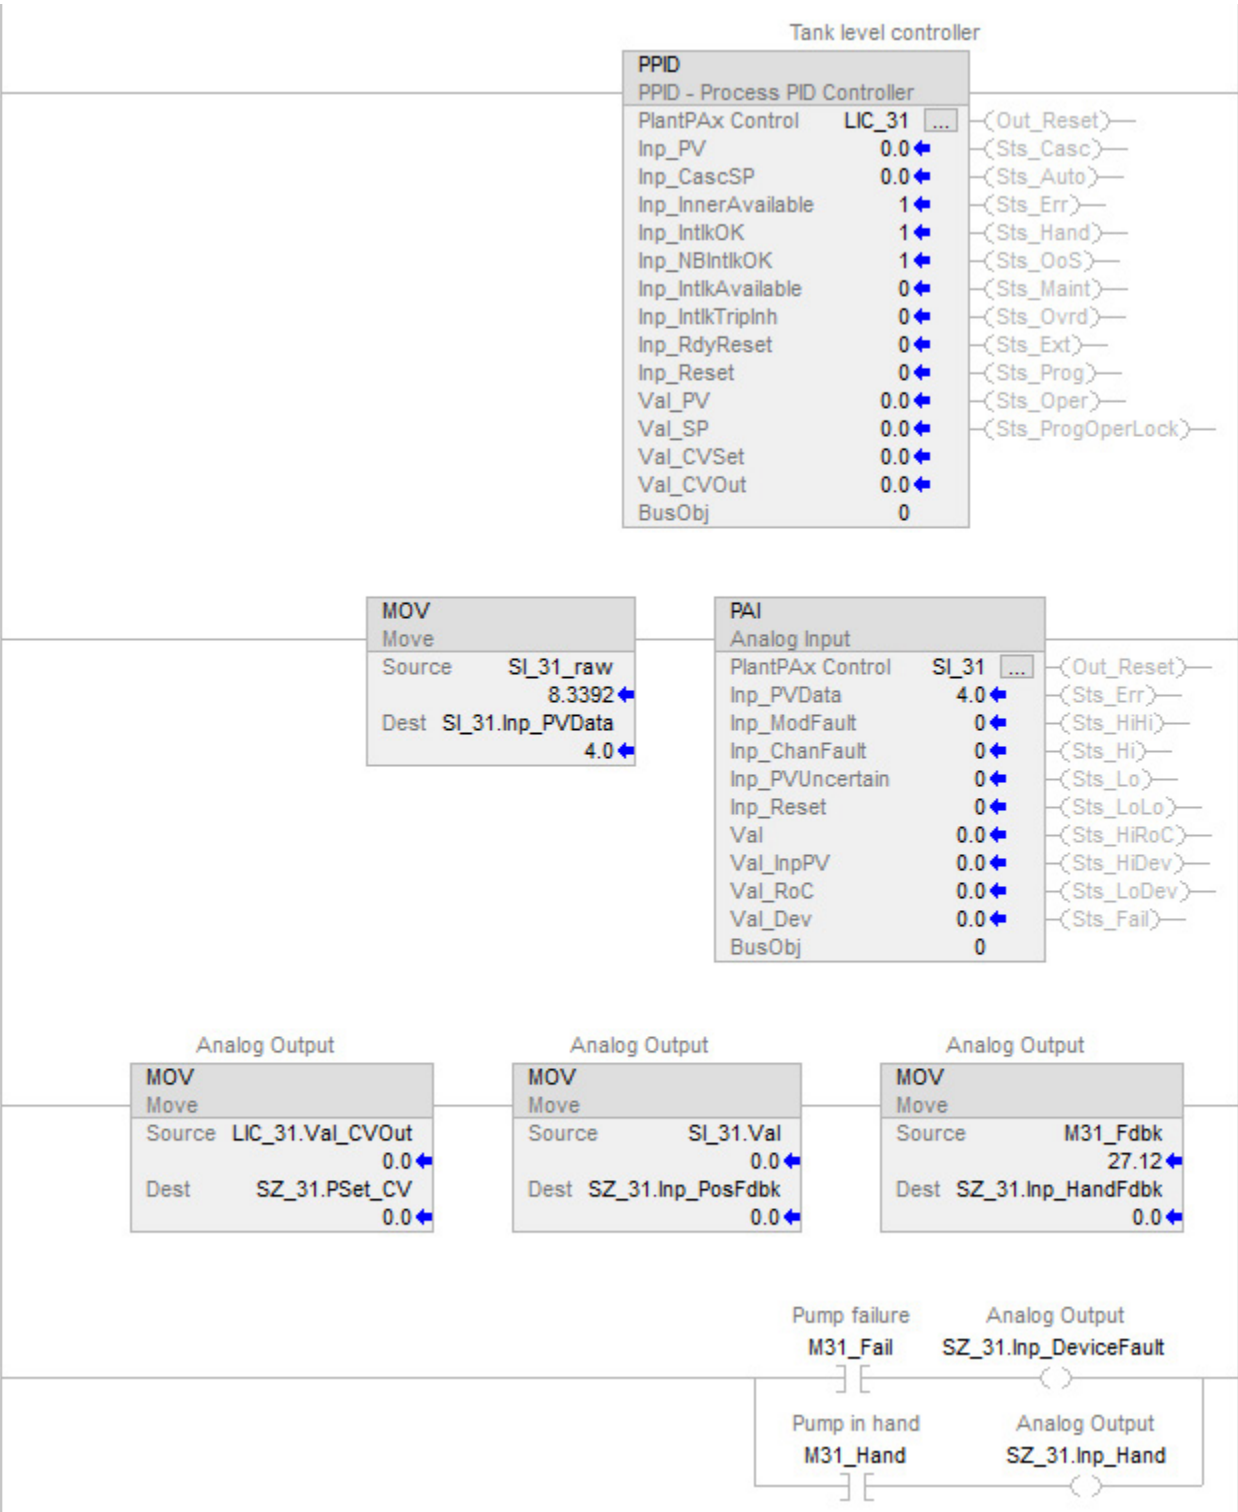 Tank level controller
PPID
PPID - Process PID Controller
PlantPAx Control LIC_31 ... (Out_Reset)
Inp_PV 0.0 (Sts_Casc)
Inp_CascSP 0.0 (Sts_Auto)
Inp_InnerAvailable 1 (Sts_Err)
Inp_IntlkOK 1 (Sts_Hand)
Inp_NBIntlkOK 1 (Sts_OoS)
Inp_IntlkAvailable 0 (Sts_Maint)
Inp_IntlkTripInh 0 (Sts_Ovrd)
Inp_RdyReset 0 (Sts_Ext)
Inp_Reset 0 (Sts_Prog)
Val_PV 0.0 (Sts_Oper)
Val_SP 0.0 (Sts_ProgOperLock)
Val_CVSet 0.0
Val_CVOut 0.0
BusObj 0
MOV
Move
Source SI_31_raw
8.3392
Dest SI_31.Inp_PVData
4.0
PAI
Analog Input
PlantPAx Control SI_31 ... (Out_Reset)
Inp_PVData 4.0 (Sts_Err)
Inp_ModFault 0 (Sts_HiHi)
Inp_ChanFault 0 (Sts_Hi)
Inp_PVUncertain 0 (Sts_Lo)
Inp_Reset 0 (Sts_LoLo)
Val 0.0 (Sts_HiRoC)
Val_InpPV 0.0 (Sts_HiDev)
Val_RoC 0.0 (Sts_LoDev)
Val_Dev 0.0 (Sts_Fail)
BusObj 0
Analog Output
MOV
Move
Source LIC_31.Val_CVOut
0.0
Dest SZ_31.PSet_CV
0.0
Analog Output
MOV
Move
Source SI_31.Val
0.0
Dest SZ_31.Inp_PosFdbk
0.0
Analog Output
MOV
Move
Source M31_Fdbk
27.12
Dest SZ_31.Inp_HandFdbk
0.0
Pump failure
M31_Fail
Analog Output
SZ_31.Inp_DeviceFault
Pump in hand
M31_Hand
Analog Output
SZ_31.Inp_Hand